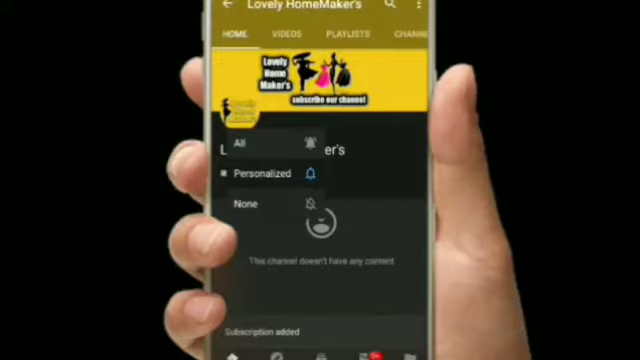 Lovely HomeMaker's
HOME VIDEOS PLAYLISTS CHANN
Lovely
Home
Maker's
subscribe our channel
L er's
All
Personalized
None
This channel doesn't have any content
Subscription added